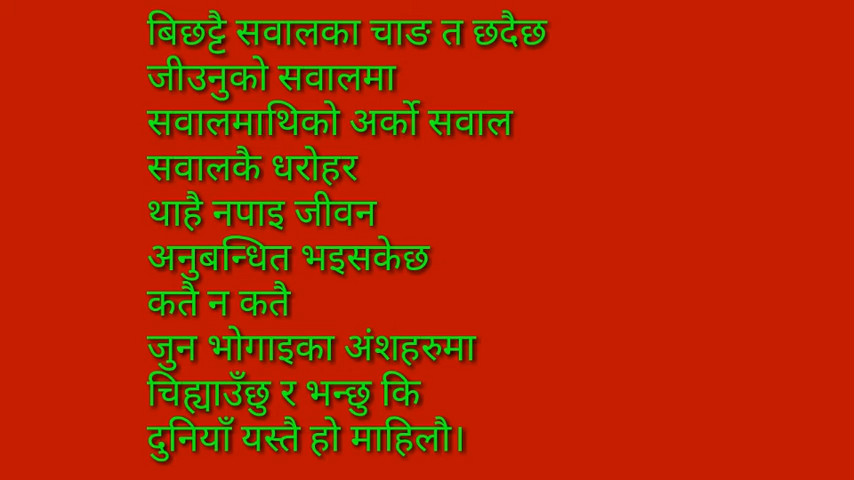 बिछट्टै सवालका चाङ त छदैछ
जीउनुको सवालमा
सवालमाथिको अर्को सवाल
सवालकै धरोहर
थाहै नपाइ जीवन
अनुबन्धित भइसकेछ
कतै न कतै
जुन भोगाइका अंशहरुमा
चिह्याउँछु र भन्छु कि
दुनियाँ यस्तै हो माहिलौ।